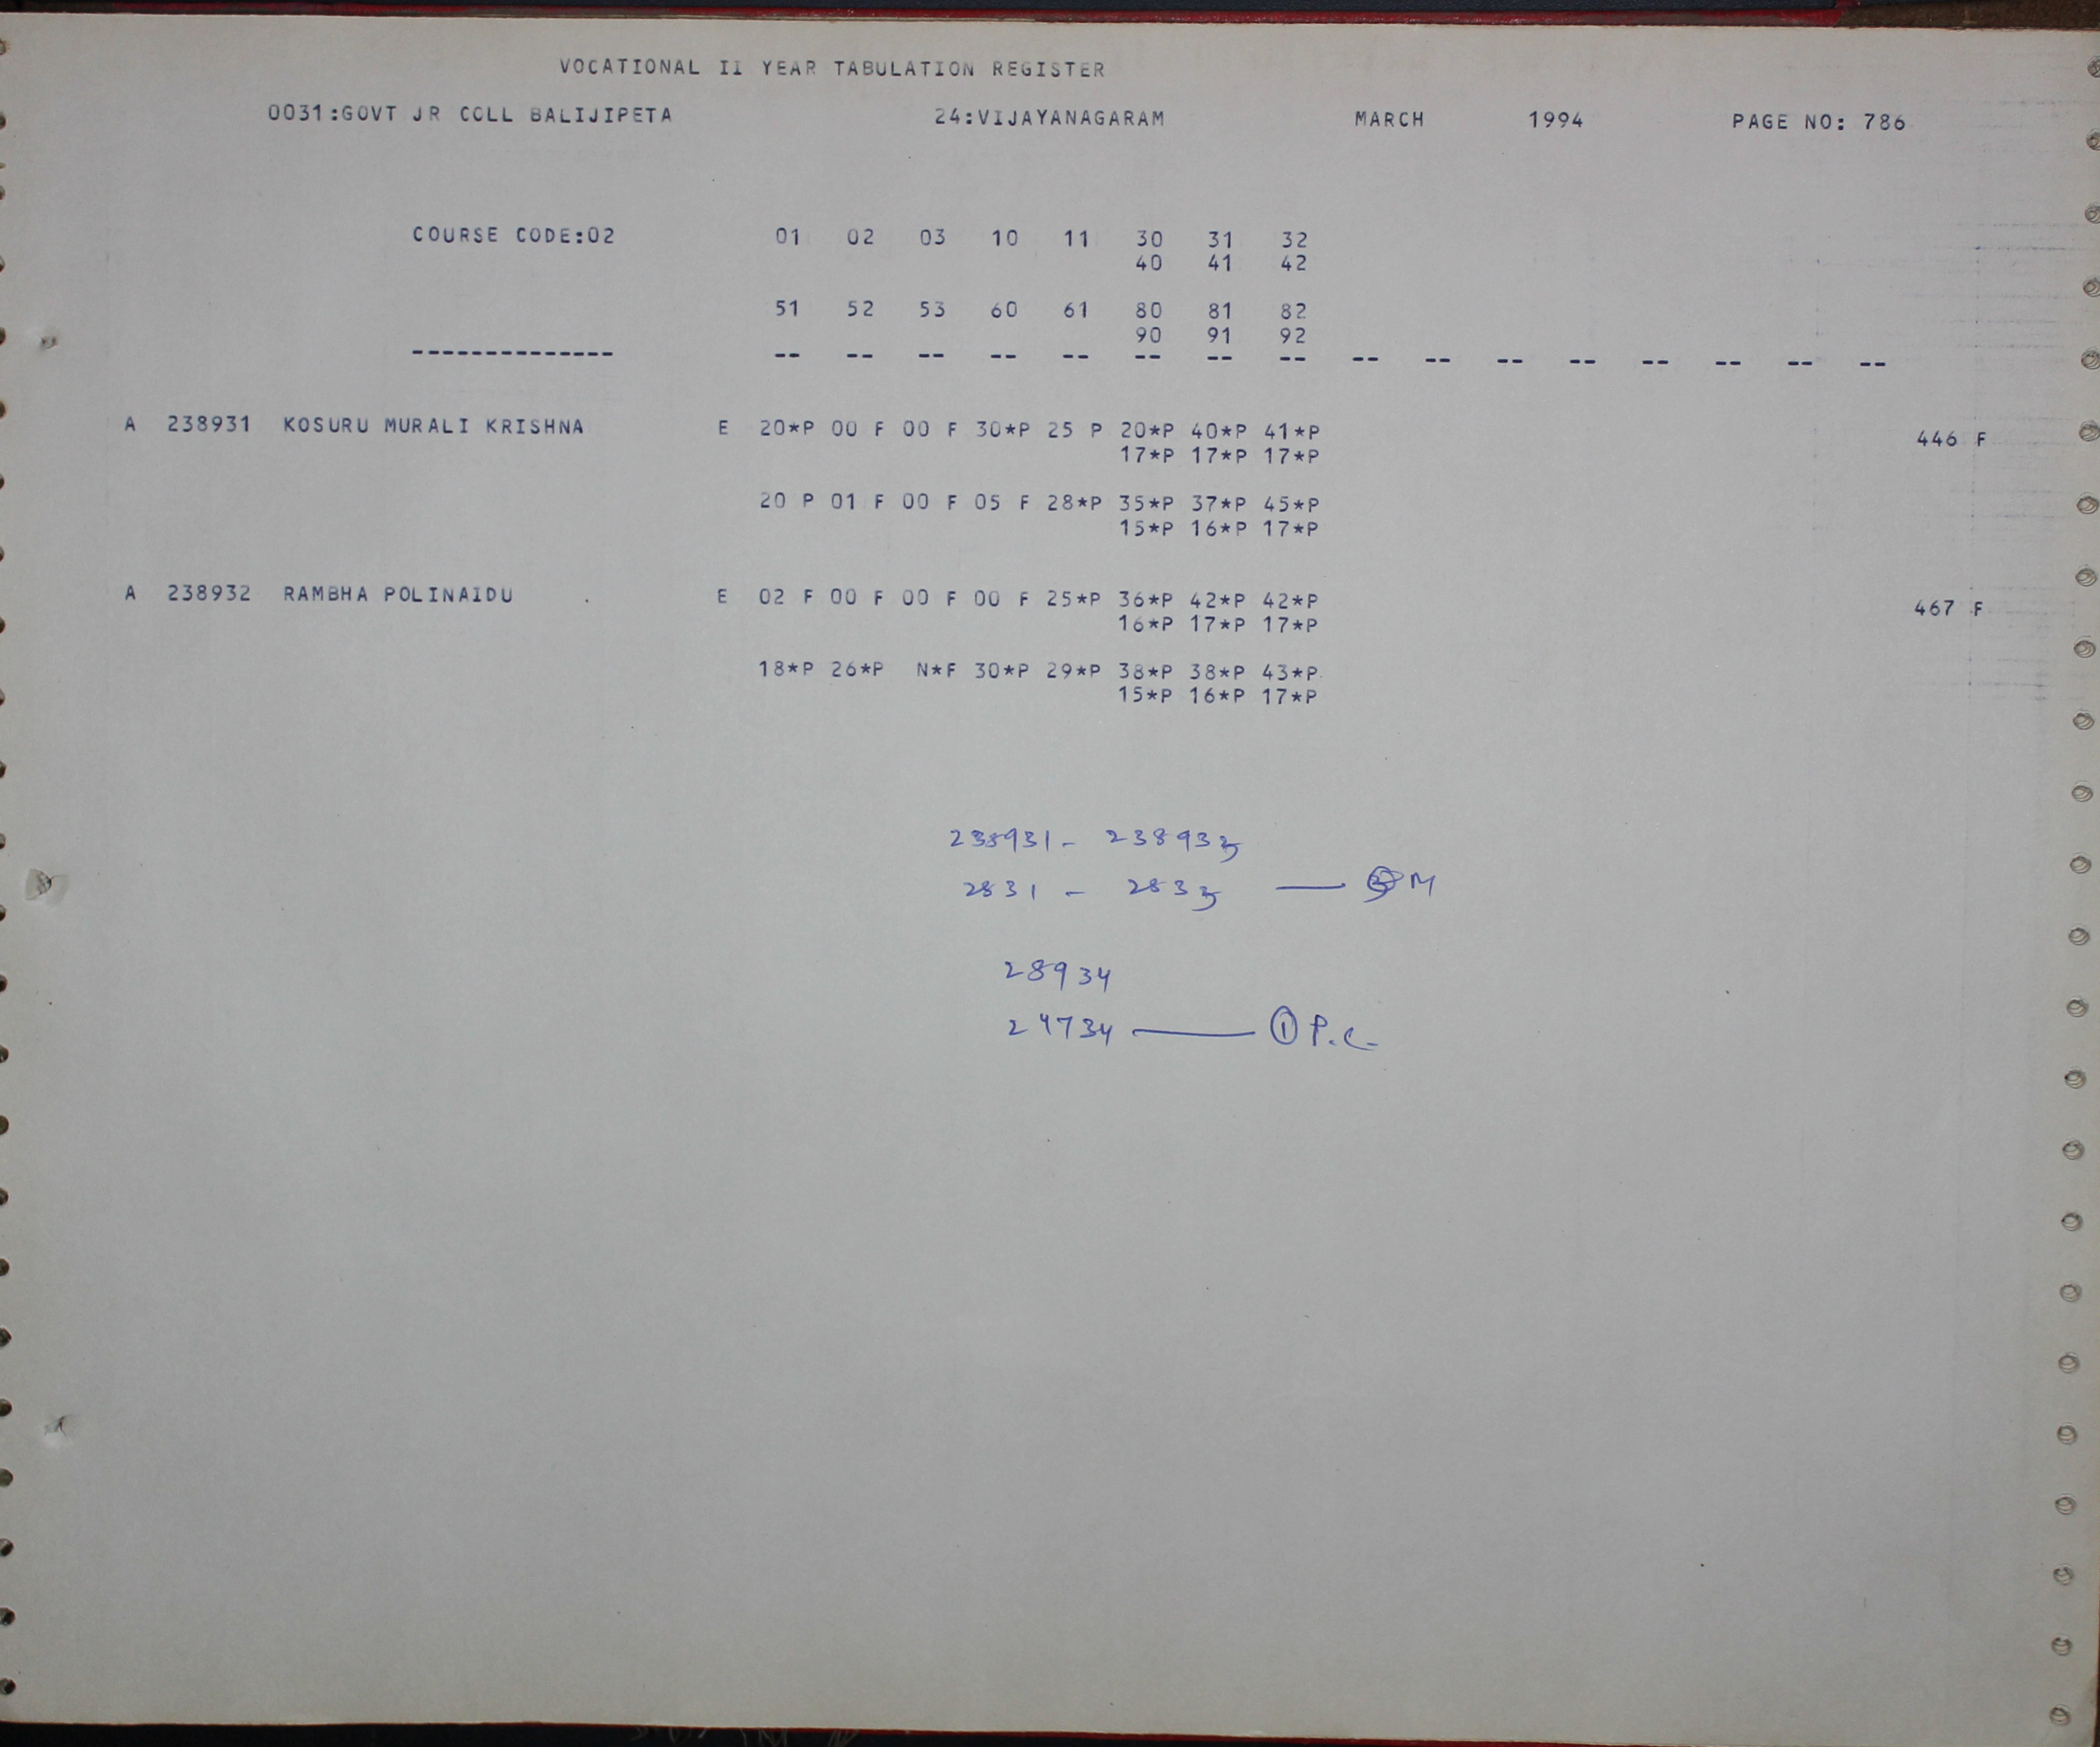 VOCATIONAL II YEAR TABULATION REGISTER
0031:GOVT JR COLL BALIJIPETA 24:VIJAYANAGARAM MARCH 1994 PAGE NO: 786
COURSE CODE:02 01 02 03 10 11 30 31 32
40 41 42
51 52 53 60 61 80 81 82
90 91 92
-------------- -- -- -- -- -- -- -- -- -- -- -- -- -- -- -- --
A 238931 KOSURU MURALI KRISHNA E 20*P 00 F 00 F 30*P 25 P 20*P 40*P 41*P 446 F
17*P 17*P 17*P
20 P 01 F 00 F 05 F 28*P 35*P 37*P 45*P
15*P 16*P 17*P
A 238932 RAMBHA POLINAIDU E 02 F 00 F 00 F 00 F 25*P 36*P 42*P 42*P 467 F
16*P 17*P 17*P
18*P 26*P N*F 30*P 29*P 38*P 38*P 43*P
15*P 16*P 17*P
238931 - 238933
2831 - 2833 — M
28934
24734 — 1 P.C.